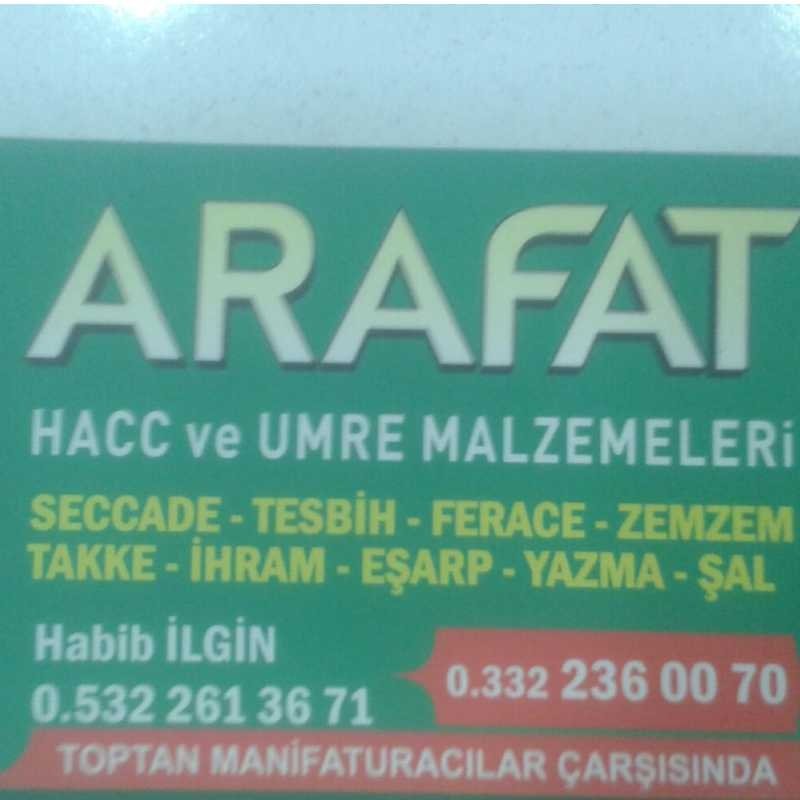 ARAFAT
HACC ve UMRE MALZEMELERİ
SECCADE - TESBİH - FERACE - ZEMZEM
TAKKE - İHRAM - EŞARP - YAZMA - ŞAL
Habib İLGİN
0.532 261 36 71
0.332 236 00 70
TOPTAN MANİFATURACILAR ÇARŞISINDA